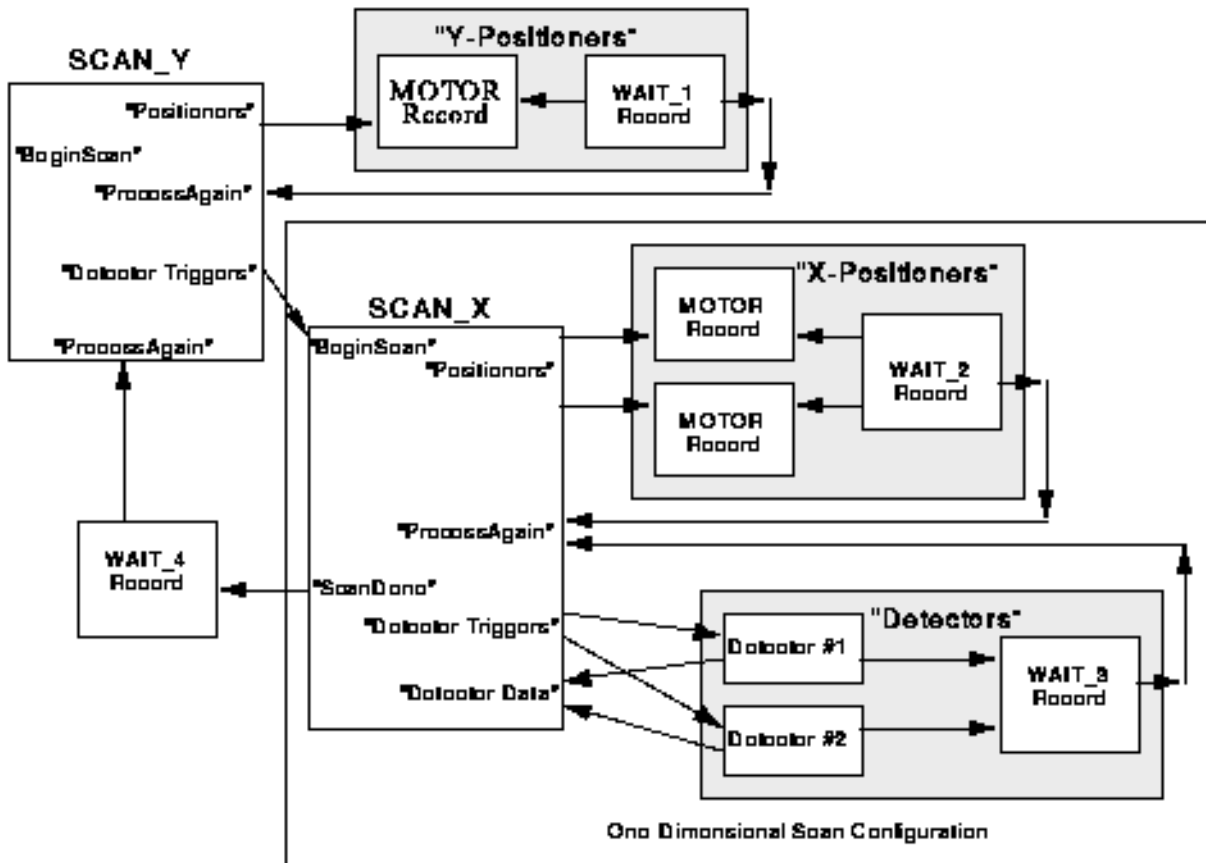 "Y-Positioners"
SCAN_Y
MOTOR
Record
WAIT_1
Record
"Positioners"
"BeginScan"
"ProcessAgain"
"Detector Triggers"
"ProcessAgain"
"X-Positioners"
SCAN_X
MOTOR
Record
"BeginScan"
"Positioners"
WAIT_2
Record
MOTOR
Record
"ProcessAgain"
WAIT_4
Record
"ScanDone"
"Detector Triggers"
"Detector Data"
"Detectors"
Detector #1
WAIT_3
Record
Detector #2
One Dimensional Scan Configuration